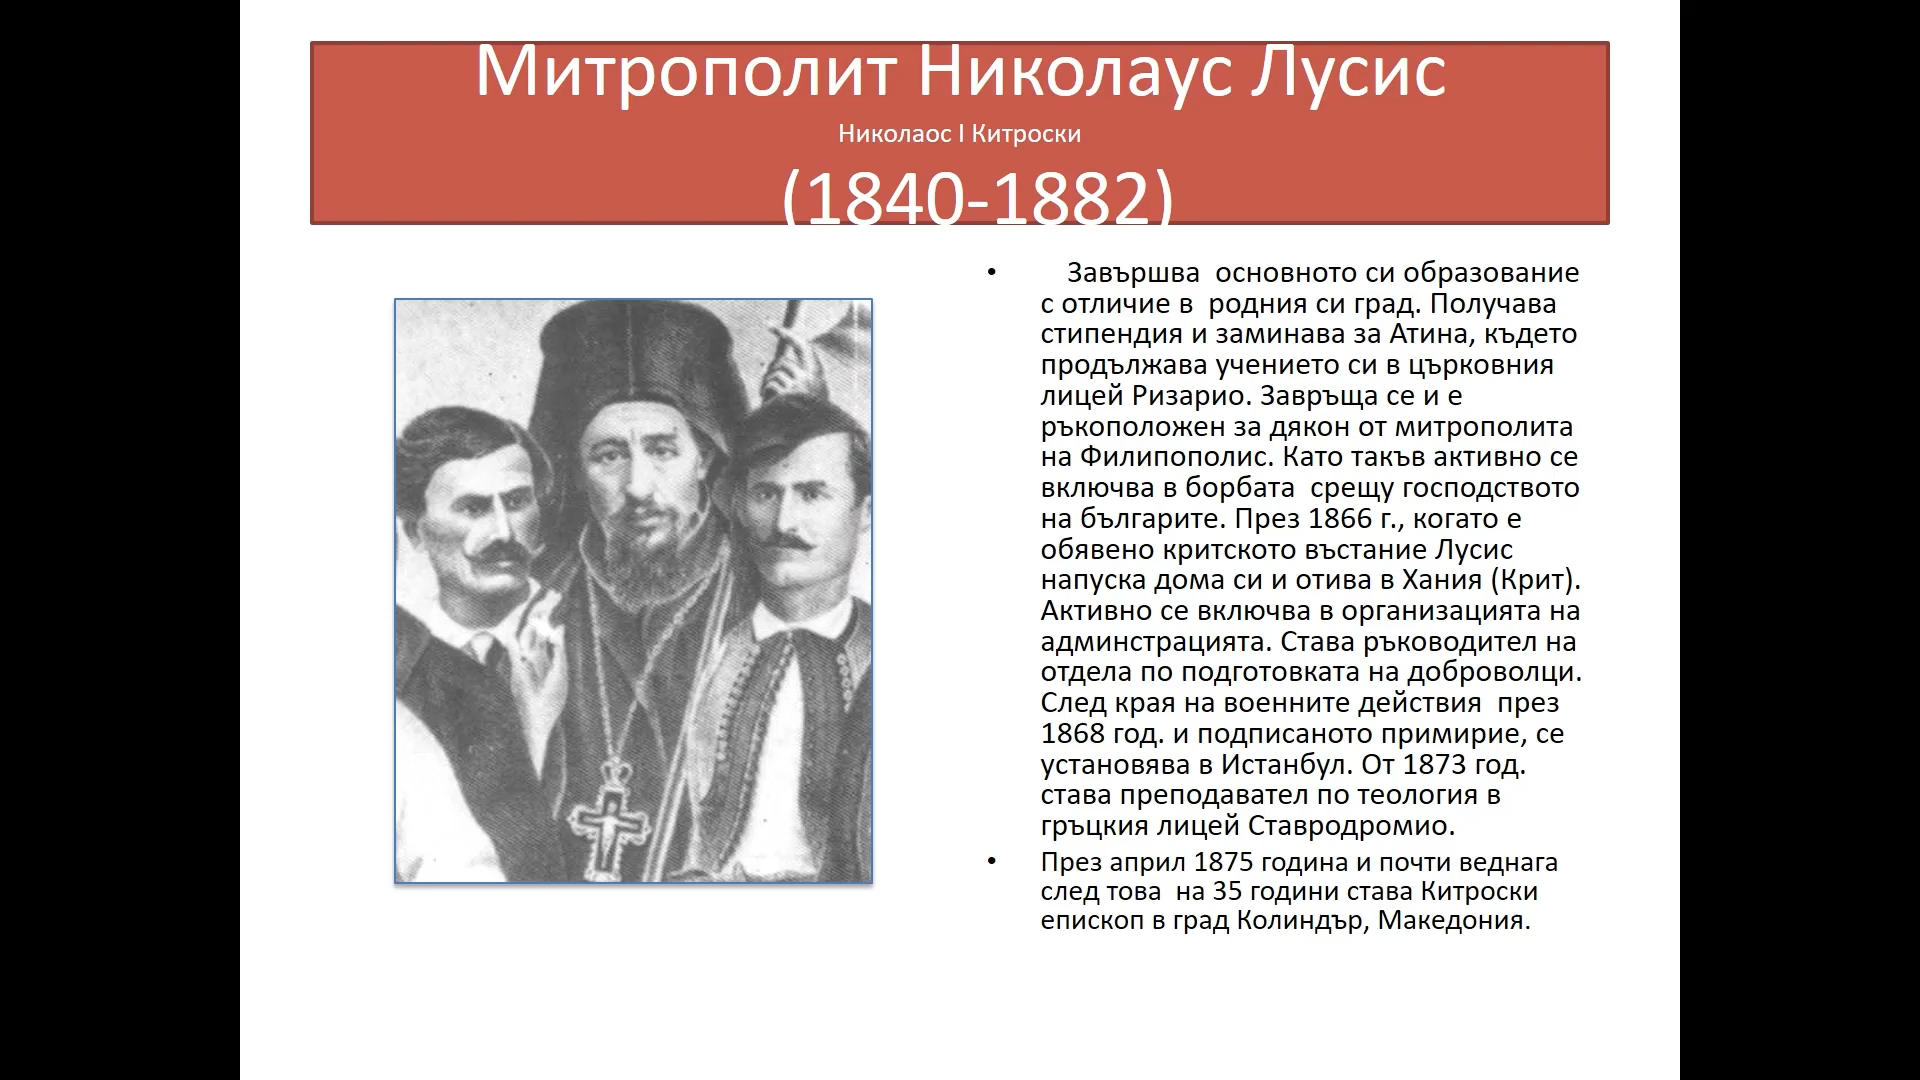 Митрополит Николаус Лусис
Николаос I Китроски
(1840-1882)
• Завършва основното си образование
с отличие в родния си град. Получава
стипендия и заминава за Атина, където
продължава учението си в църковния
лицей Ризарио. Завръща се и е
ръкоположен за дякон от митрополита
на Филипополис. Като такъв активно се
включва в борбата срещу господството
на българите. През 1866 г., когато е
обявено критското въстание Лусис
напуска дома си и отива в Хания (Крит).
Активно се включва в организацията на
админстрацията. Става ръководител на
отдела по подготовката на доброволци.
След края на военните действия през
1868 год. и подписаното примирие, се
установява в Истанбул. От 1873 год.
става преподавател по теология в
гръцкия лицей Ставродромио.
• През април 1875 година и почти веднага
след това на 35 години става Китроски
епископ в град Колиндър, Македония.